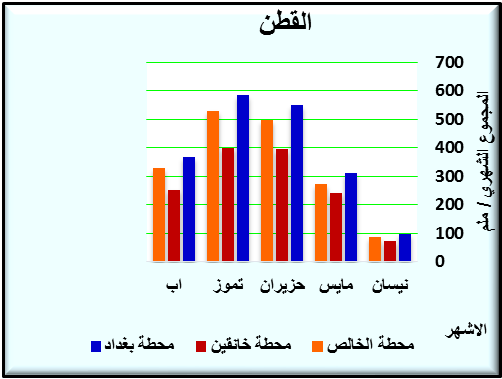 القطن
المجموع الشهري / ملم
700
600
500
400
300
200
100
0
نيسان مايس حزيران تموز اب
الاشهر
محطة الخالص محطة خانقين محطة بغداد